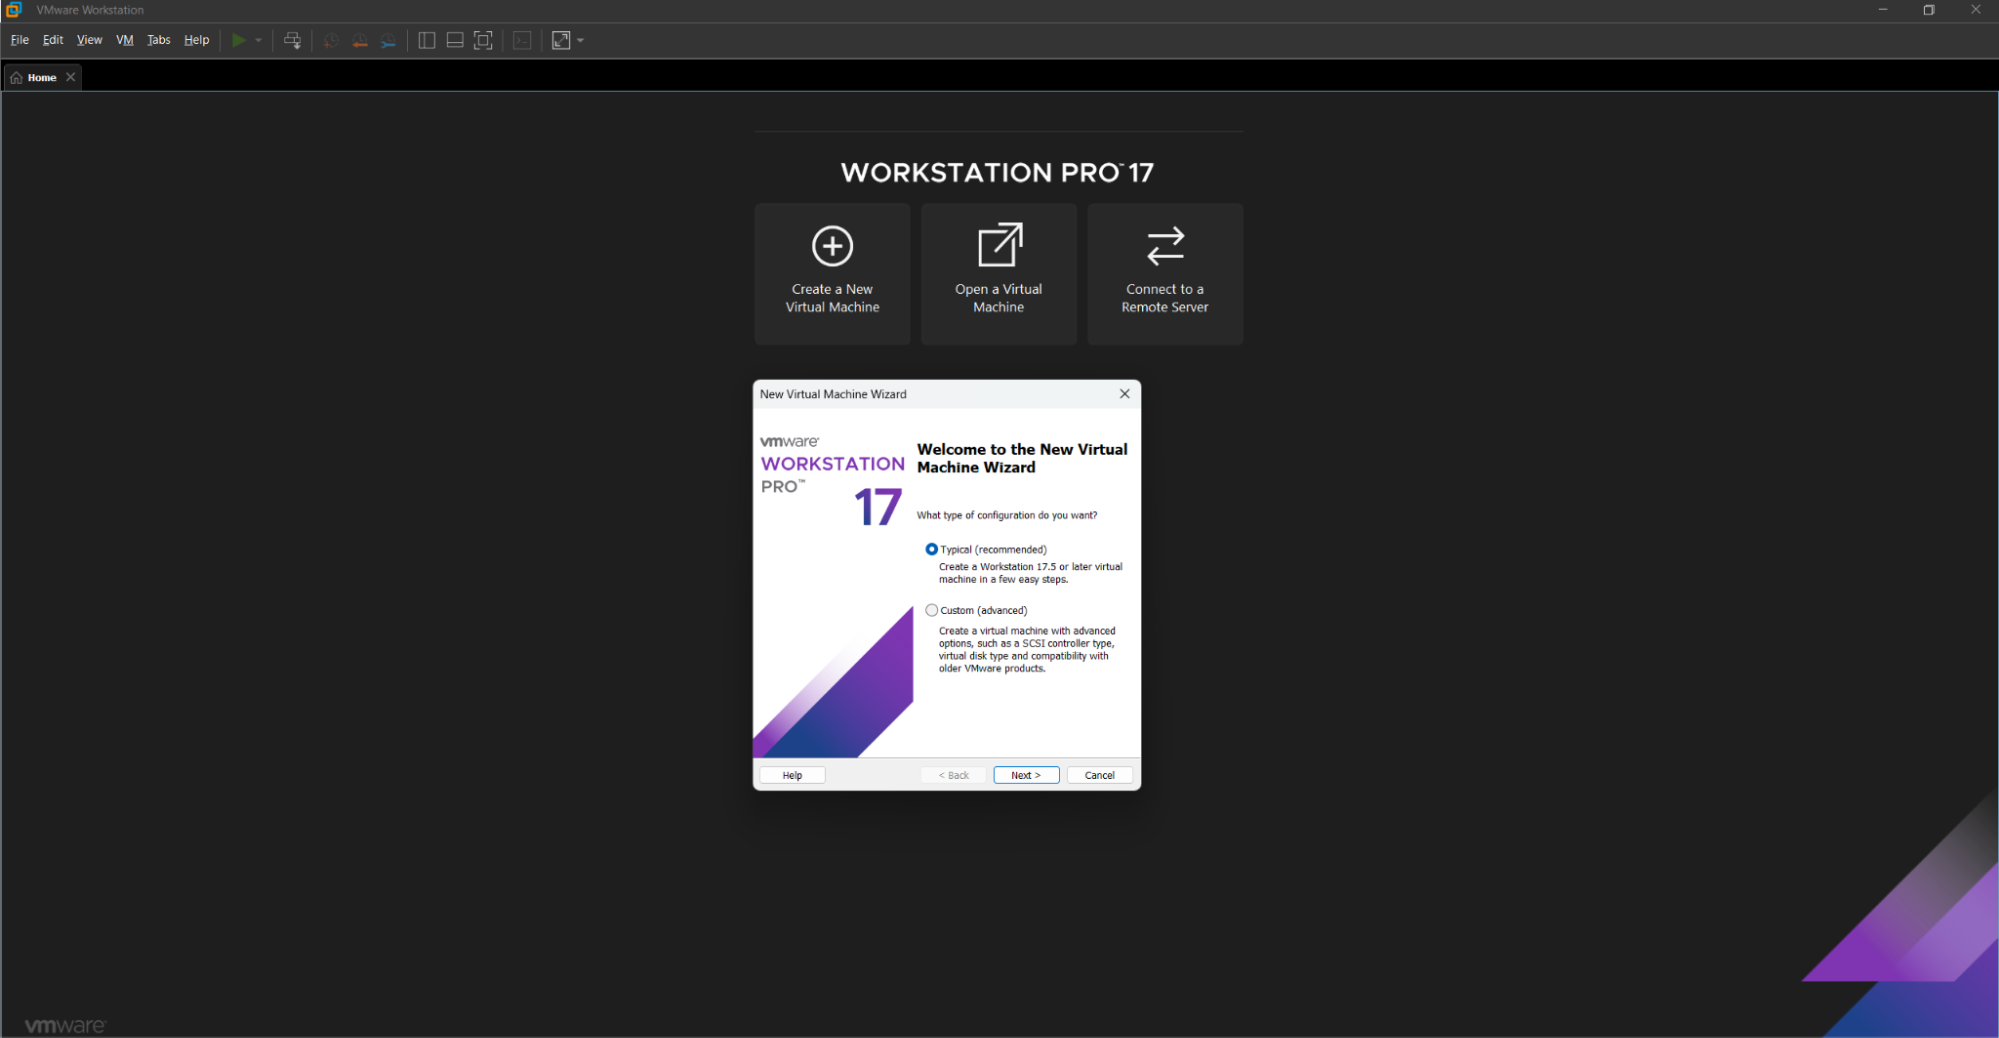 VMware Workstation
File Edit View VM Tabs Help
Home
WORKSTATION PRO™ 17
Create a New
Virtual Machine
Open a Virtual
Machine
Connect to a
Remote Server
New Virtual Machine Wizard
vmware®
WORKSTATION
PRO™
17
Welcome to the New Virtual
Machine Wizard
What type of configuration do you want?
Typical (recommended)
Create a Workstation 17.5 or later virtual
machine in a few easy steps.
Custom (advanced)
Create a virtual machine with advanced
options, such as a SCSI controller type,
virtual disk type and compatibility with
older VMware products.
Help < Back Next > Cancel
vmware®